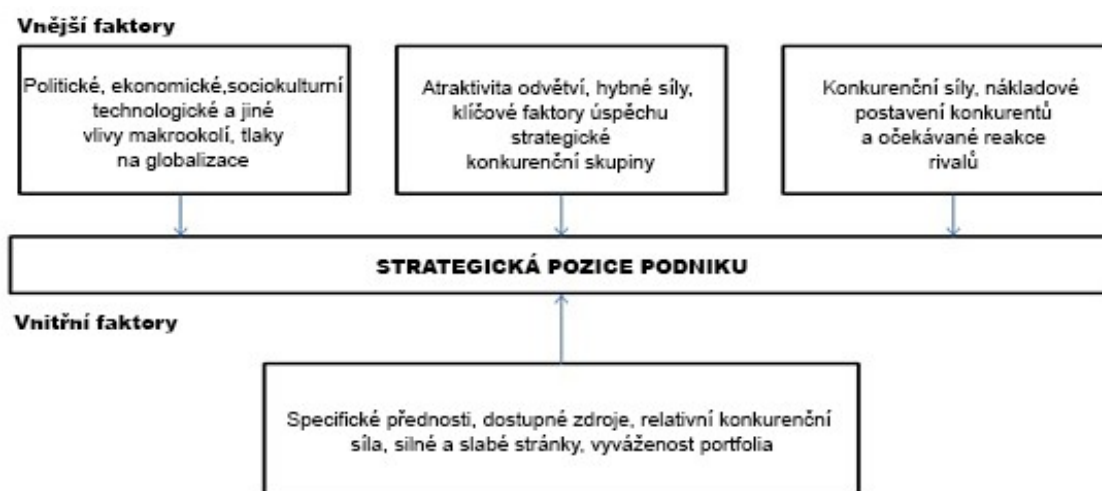 Vnější faktory
Politické, ekonomické,sociokulturní
technologické a jiné
vlivy makrookolí, tlaky
na globalizace
Atraktivita odvětví, hybné síly,
klíčové faktory úspěchu
strategické
konkurenční skupiny
Konkurenční síly, nákladové
postavení konkurentů
a očekávané reakce
rivalů
STRATEGICKÁ POZICE PODNIKU
Vnitřní faktory
Specifické přednosti, dostupné zdroje, relativní konkurenční
síla, silné a slabé stránky, vyváženost portfolia